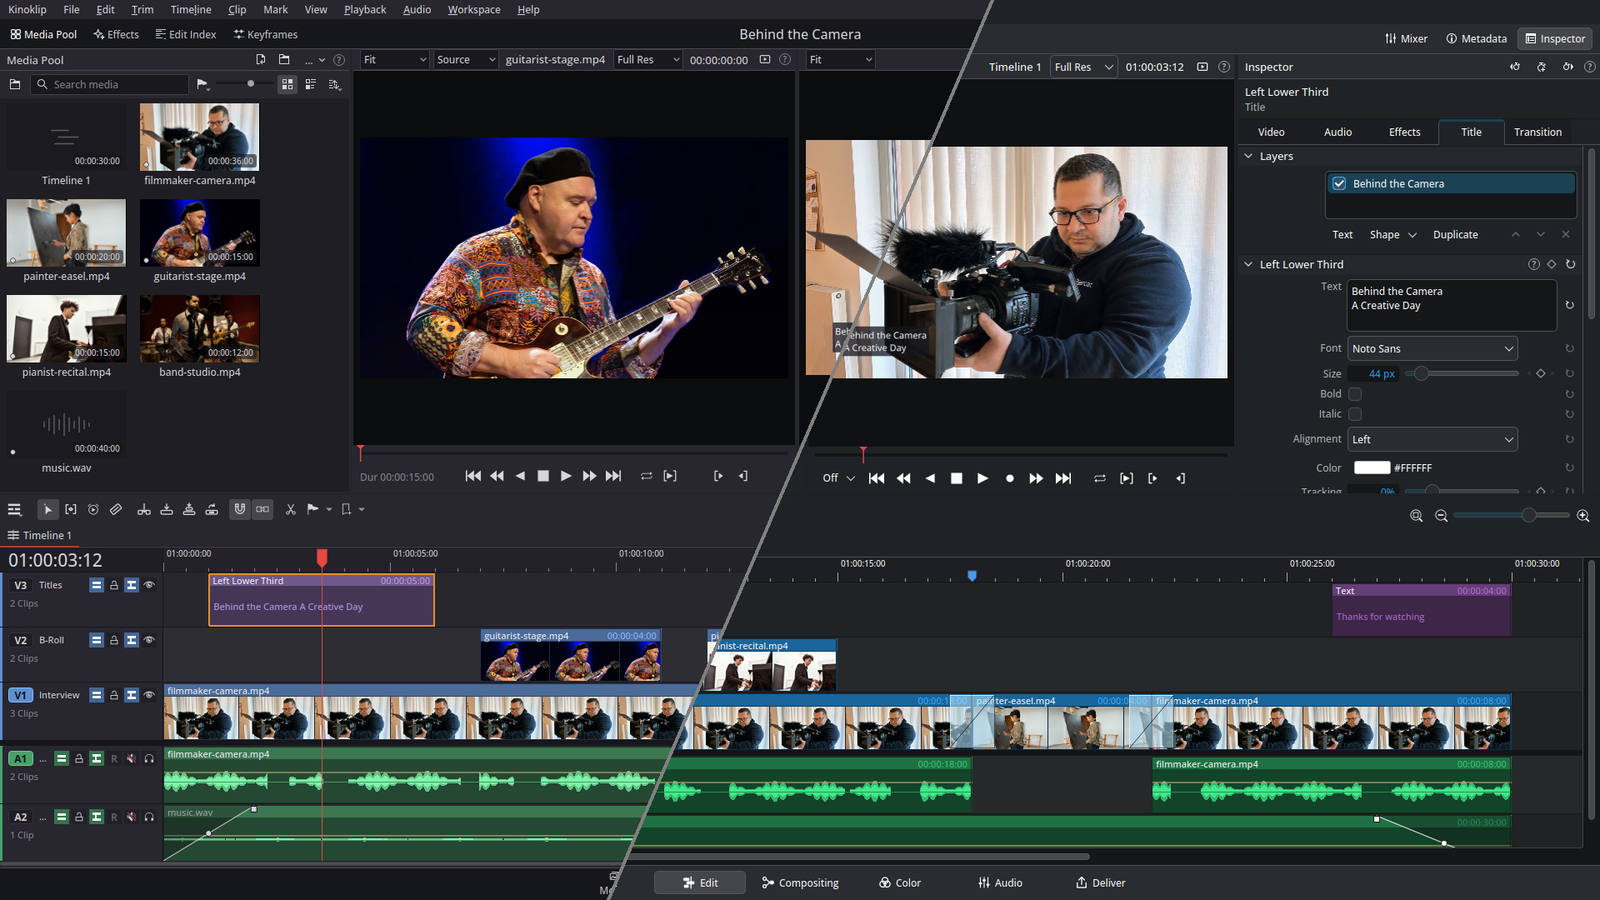 Kinoklip File Edit Trim Timeline Clip Mark View Playback Audio Workspace Help
Media Pool Effects Edit Index Keyframes
Behind the Camera
Mixer Metadata Inspector
Media Pool
Search media
00:00:30:00
Timeline 1
00:00:36:00
filmmaker-camera.mp4
00:00:20:00
painter-easel.mp4
00:00:15:00
guitarist-stage.mp4
00:00:15:00
pianist-recital.mp4
00:00:12:00
band-studio.mp4
00:00:40:00
music.wav
Fit Source guitarist-stage.mp4 Full Res 00:00:00:00
Dur 00:00:15:00
Fit Timeline 1 Full Res 01:00:03:12
Behind the Camera
A Creative Day
Off
Inspector
Left Lower Third
Title
Video Audio Effects Title Transition
Layers
Behind the Camera
Text Shape Duplicate
Left Lower Third
Text
Behind the Camera
A Creative Day
Font Noto Sans
Size 44 px
Bold
Italic
Alignment Left
Color #FFFFFF
Tracking 0%
Timeline 1
01:00:03:12
01:00:00:00 01:00:05:00 01:00:10:00 01:00:15:00 01:00:20:00 01:00:25:00 01:00:30:00
V3 Titles
2 Clips
Left Lower Third 00:00:05:00
Behind the Camera A Creative Day
Text 00:00:04:00
Thanks for watching
V2 B-Roll
2 Clips
guitarist-stage.mp4 00:00:04:00
nist-recital.mp4
V1 Interview
3 Clips
filmmaker-camera.mp4
filmmaker-camera.mp4 00:00:08:00
A1 ... R
2 Clips
filmmaker-camera.mp4 00:00:18:00
filmmaker-camera.mp4 00:00:08:00
A2 ... R
1 Clip
music.wav 00:00:30:00
Edit Compositing Color Audio Deliver